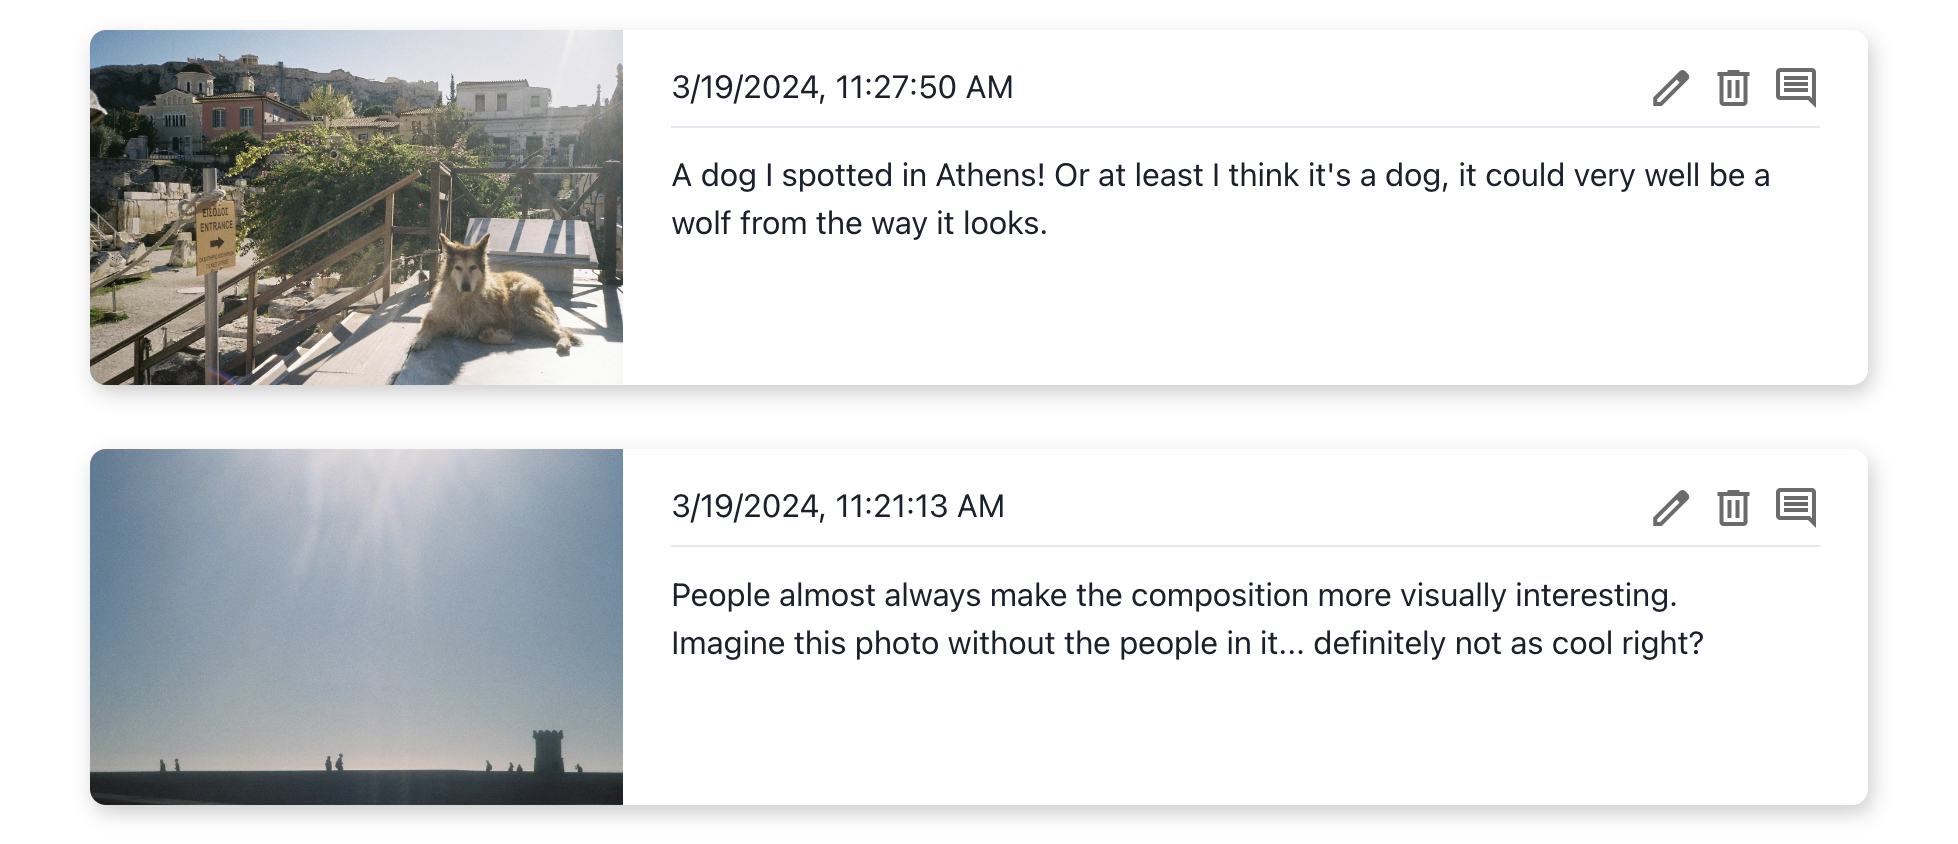 3/19/2024, 11:27:50 AM
A dog I spotted in Athens! Or at least I think it's a dog, it could very well be a
wolf from the way it looks.
ΕΙΣΟΔΟΣ
ENTRANCE
3/19/2024, 11:21:13 AM
People almost always make the composition more visually interesting.
Imagine this photo without the people in it... definitely not as cool right?